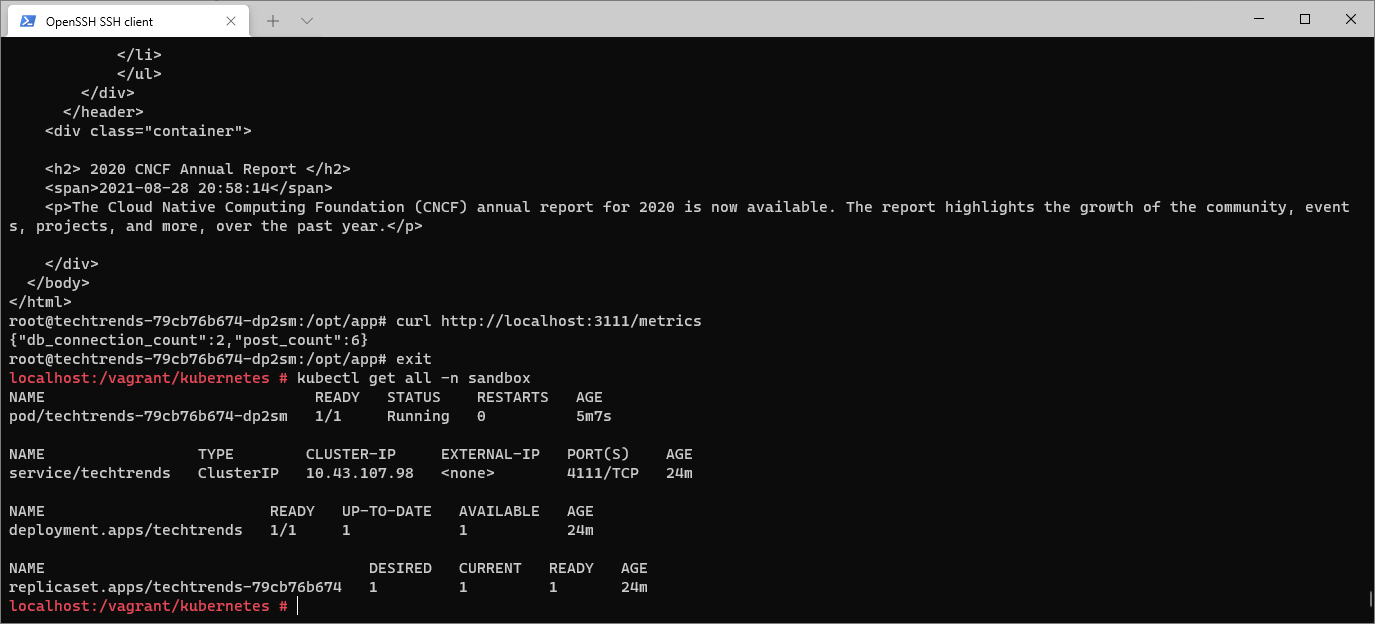 OpenSSH SSH client
</li>
</ul>
</div>
</header>
<div class="container">
<h2> 2020 CNCF Annual Report </h2>
<span>2021-08-28 20:58:14</span>
<p>The Cloud Native Computing Foundation (CNCF) annual report for 2020 is now available. The report highlights the growth of the community, event
s, projects, and more, over the past year.</p>
</div>
</body>
</html>
root@techtrends-79cb76b674-dp2sm:/opt/app# curl http://localhost:3111/metrics
{"db_connection_count":2,"post_count":6}
root@techtrends-79cb76b674-dp2sm:/opt/app# exit
localhost:/vagrant/kubernetes # kubectl get all -n sandbox
NAME READY STATUS RESTARTS AGE
pod/techtrends-79cb76b674-dp2sm 1/1 Running 0 5m7s
NAME TYPE CLUSTER-IP EXTERNAL-IP PORT(S) AGE
service/techtrends ClusterIP 10.43.107.98 <none> 4111/TCP 24m
NAME READY UP-TO-DATE AVAILABLE AGE
deployment.apps/techtrends 1/1 1 1 24m
NAME DESIRED CURRENT READY AGE
replicaset.apps/techtrends-79cb76b674 1 1 1 24m
localhost:/vagrant/kubernetes #